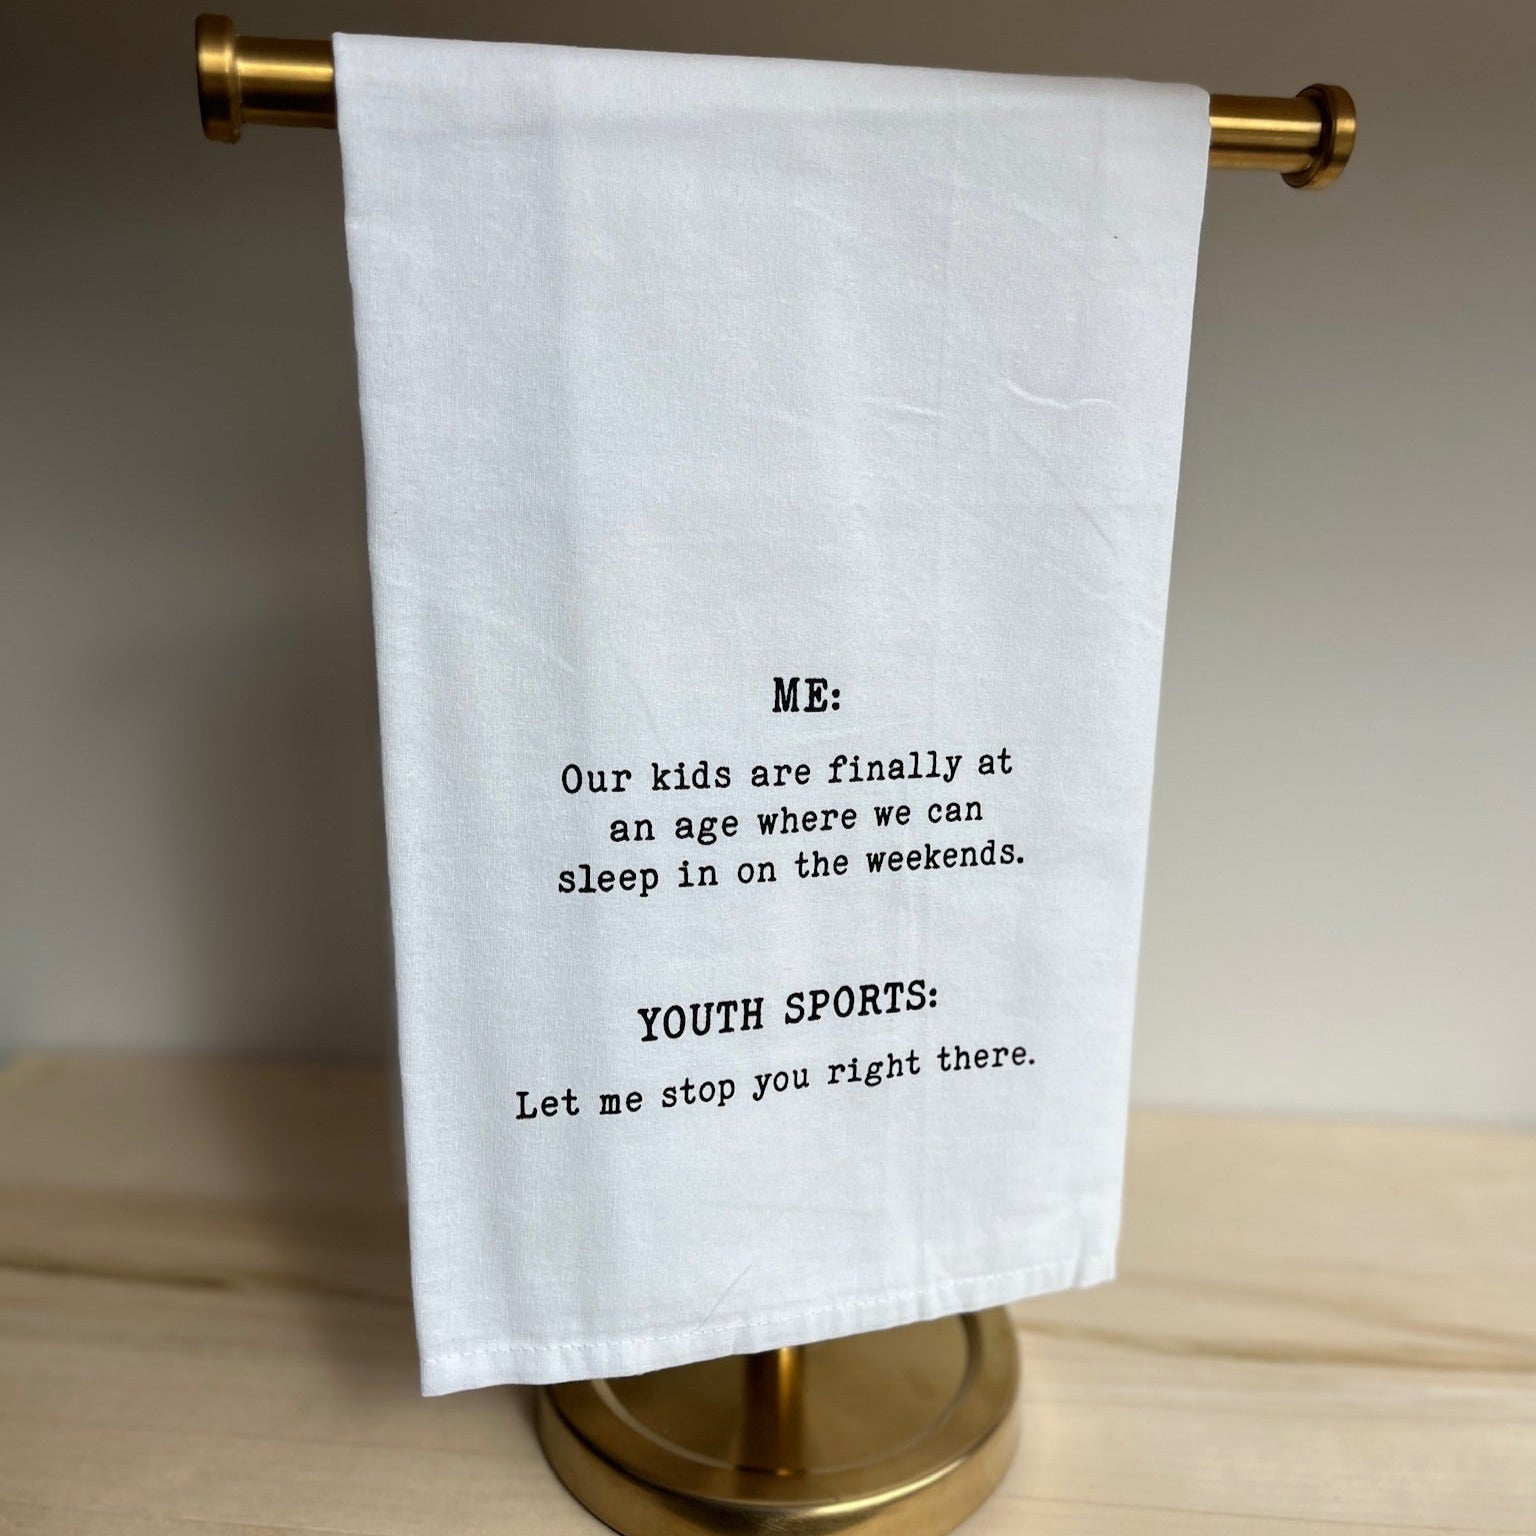 ME:
Our kids are finally at
an age where we can
sleep in on the weekends.
YOUTH SPORTS:
Let me stop you right there.